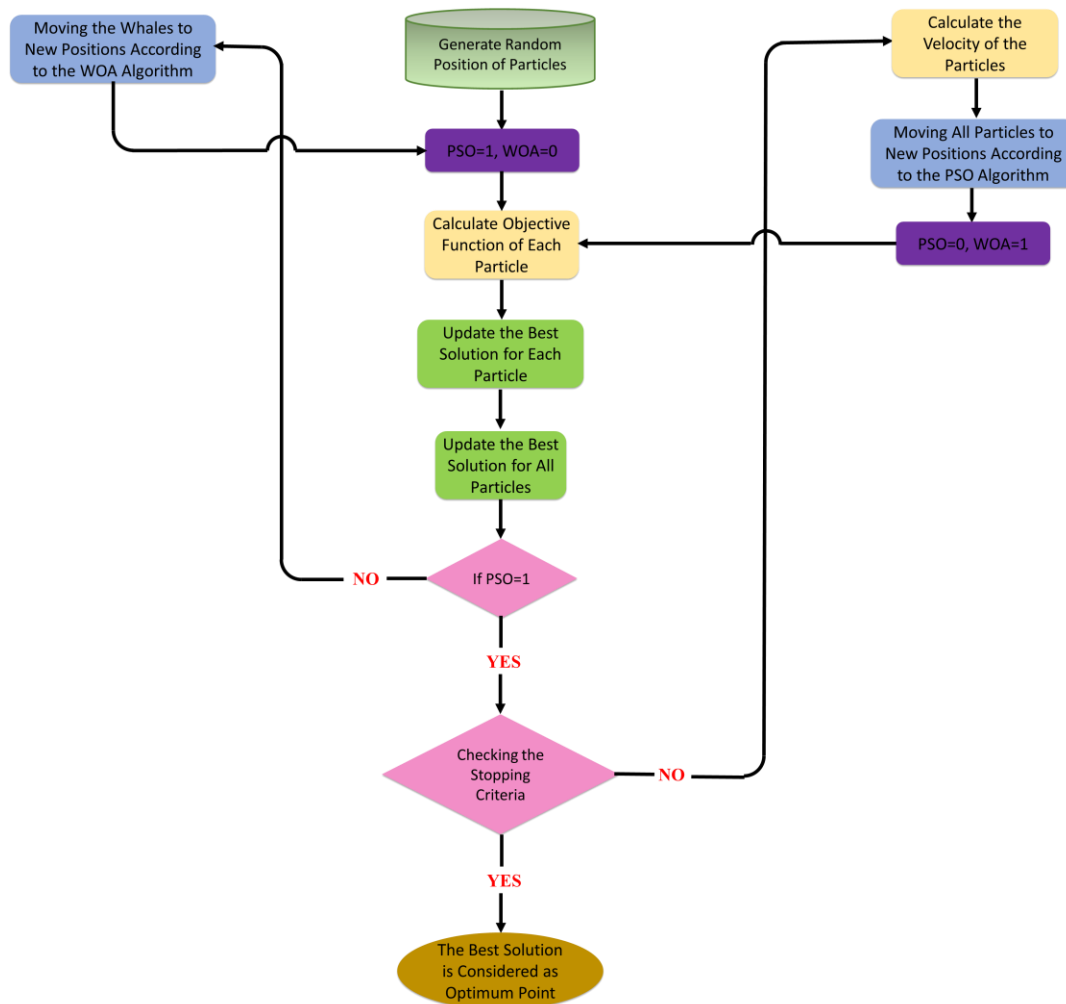 Moving the Whales to
New Positions According
to the WOA Algorithm
Generate Random
Position of Particles
Calculate the
Velocity of the
Particles
PSO=1, WOA=0
Moving All Particles to
New Positions According
to the PSO Algorithm
Calculate Objective
Function of Each
Particle
PSO=0, WOA=1
Update the Best
Solution for Each
Particle
Update the Best
Solution for All
Particles
NO
If PSO=1
YES
Checking the
Stopping
Criteria
NO
YES
The Best Solution
is Considered as
Optimum Point